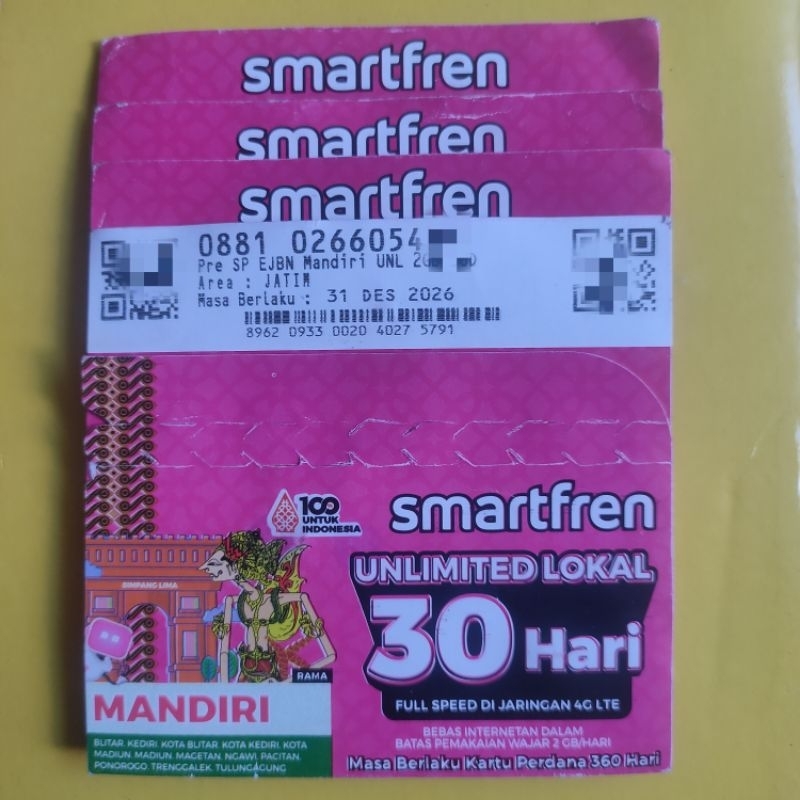 smartfren
smartfren
smartfren
0881 0266054
Pre SP EJBN Mandiri UNL
Area : JATIM
Masa Berlaku : 31 DES 2026
8962 0933 0020 4027 5791
100
UNTUK
INDONESIA
smartfren
UNLIMITED LOKAL
30 Hari
FULL SPEED DI JARINGAN 4G LTE
BEBAS INTERNETAN DALAM
BATAS PEMAKAIAN WAJAR 2 GB/HARI
Masa Berlaku Kartu Perdana 360 Hari
SIMPANG LIMA
RAMA
MANDIRI
BLITAR, KEDIRI, KOTA BLITAR, KOTA KEDIRI, KOTA
MADIUN, MADIUN, MAGETAN, NGAWI, PACITAN,
PONOROGO, TRENGGALEK, TULUNGAGUNG